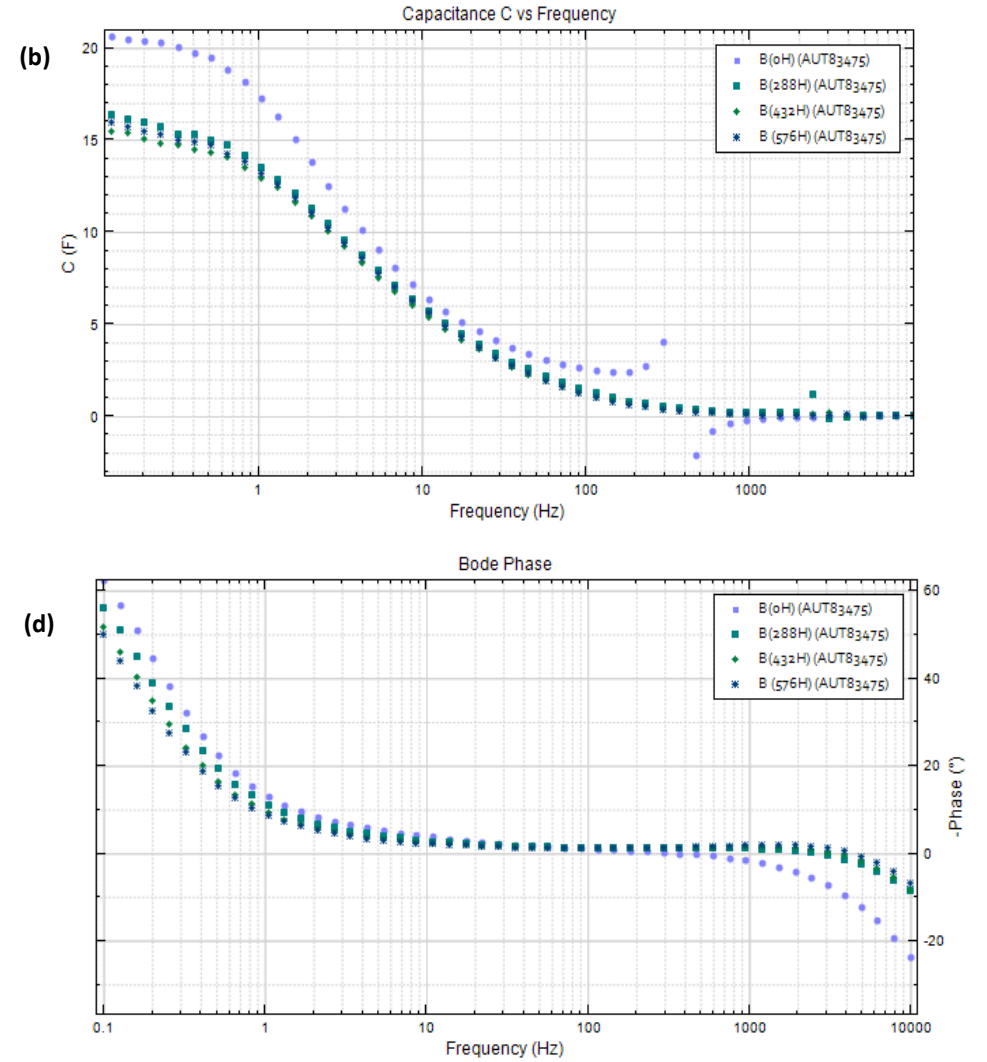 Capacitance C vs Frequency
(b)
B(0H) (AUT83475)
B(288H) (AUT83475)
B(432H) (AUT83475)
B (576H) (AUT83475)
20
15
10
5
0
C (F)
1 10 100 1000
Frequency (Hz)
Bode Phase
(d)
B(0H) (AUT83475)
B(288H) (AUT83475)
B(432H) (AUT83475)
B (576H) (AUT83475)
60
40
20
0
-20
-Phase (°)
0.1 1 10 100 1000 10000
Frequency (Hz)